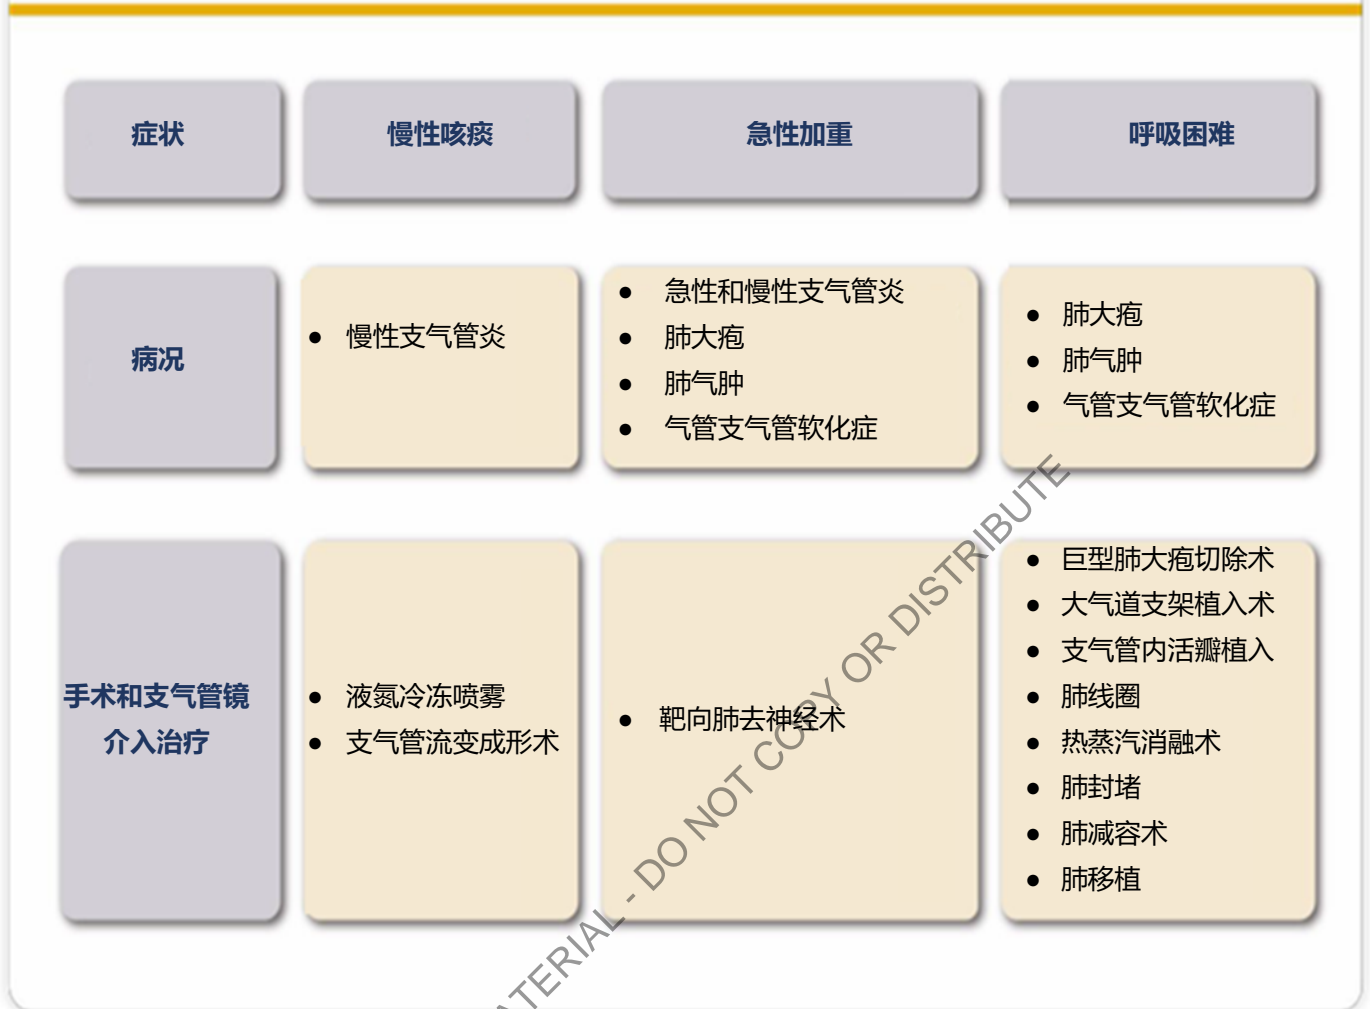 症状
慢性咳痰
急性加重
呼吸困难
病况
● 慢性支气管炎
● 急性和慢性支气管炎
● 肺大疱
● 肺气肿
● 气管支气管软化症
● 肺大疱
● 肺气肿
● 气管支气管软化症
手术和支气管镜
介入治疗
● 液氮冷冻喷雾
● 支气管流变成形术
● 靶向肺去神经术
● 巨型肺大疱切除术
● 大气道支架植入术
● 支气管内活瓣植入
● 肺线圈
● 热蒸汽消融术
● 肺封堵
● 肺减容术
● 肺移植
ATERIAL - DO NOT COPY OR DISTRIBUTE